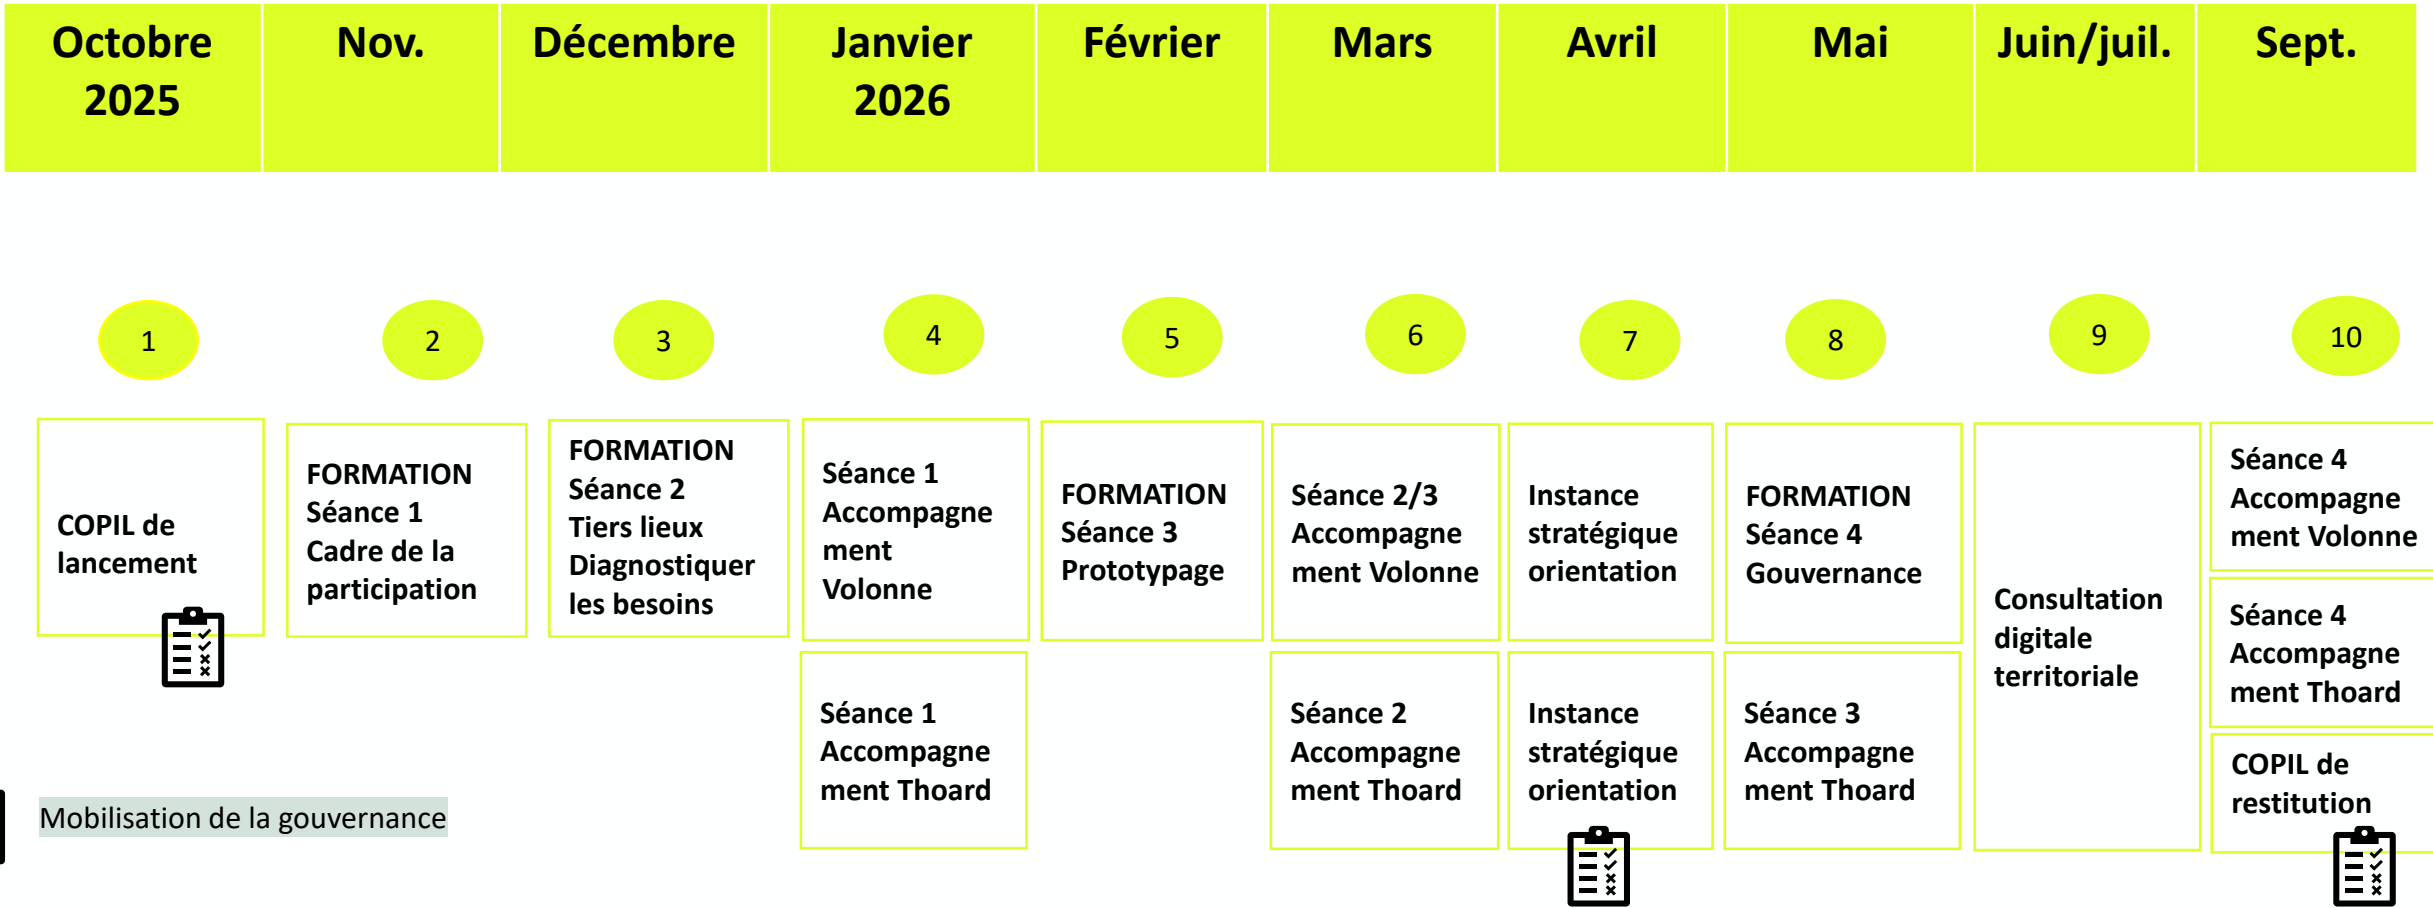 Octobre
2025
Nov.
Décembre
Janvier
2026
Février
Mars
Avril
Mai
Juin/juil.
Sept.
1
2
3
4
5
6
7
8
9
10
COPIL de
lancement
FORMATION
Séance 1
Cadre de la
participation
FORMATION
Séance 2
Tiers lieux
Diagnostiquer
les besoins
Séance 1
Accompagne
ment
Volonne
Séance 1
Accompagne
ment Thoard
FORMATION
Séance 3
Prototypage
Séance 2/3
Accompagne
ment Volonne
Séance 2
Accompagne
ment Thoard
Instance
stratégique
orientation
Instance
stratégique
orientation
FORMATION
Séance 4
Gouvernance
Séance 3
Accompagne
ment Thoard
Consultation
digitale
territoriale
Séance 4
Accompagne
ment Volonne
Séance 4
Accompagne
ment Thoard
COPIL de
restitution
Mobilisation de la gouvernance